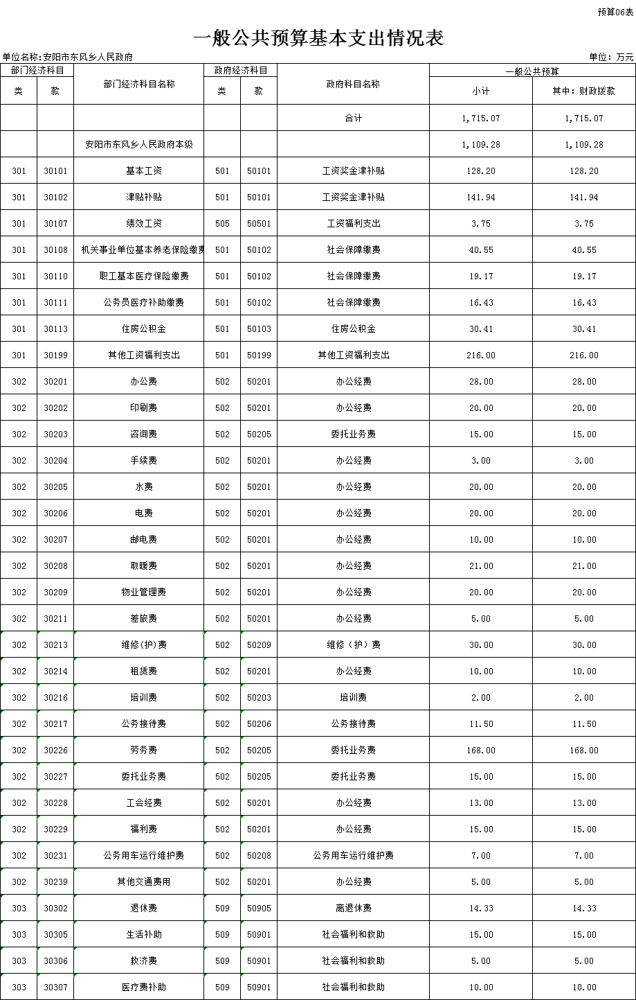 预算06表
一般公共预算基本支出情况表
单位名称:安阳市东风乡人民政府 单位：万元
部门经济科目 部门经济科目名称 政府经济科目 政府科目名称 一般公共预算
类 款 类 款 小计 其中：财政拨款
合计 1,715.07 1,715.07
安阳市东风乡人民政府本级 1,109.28 1,109.28
301 30101 基本工资 501 50101 工资奖金津补贴 128.20 128.20
301 30102 津贴补贴 501 50101 工资奖金津补贴 141.94 141.94
301 30107 绩效工资 505 50501 工资福利支出 3.75 3.75
301 30108 机关事业单位基本养老保险缴费 501 50102 社会保障缴费 40.55 40.55
301 30110 职工基本医疗保险缴费 501 50102 社会保障缴费 19.17 19.17
301 30111 公务员医疗补助缴费 501 50102 社会保障缴费 16.43 16.43
301 30113 住房公积金 501 50103 住房公积金 30.41 30.41
301 30199 其他工资福利支出 501 50199 其他工资福利支出 216.00 216.00
302 30201 办公费 502 50201 办公经费 28.00 28.00
302 30202 印刷费 502 50201 办公经费 20.00 20.00
302 30203 咨询费 502 50205 委托业务费 15.00 15.00
302 30204 手续费 502 50201 办公经费 3.00 3.00
302 30205 水费 502 50201 办公经费 20.00 20.00
302 30206 电费 502 50201 办公经费 20.00 20.00
302 30207 邮电费 502 50201 办公经费 10.00 10.00
302 30208 取暖费 502 50201 办公经费 21.00 21.00
302 30209 物业管理费 502 50201 办公经费 20.00 20.00
302 30211 差旅费 502 50201 办公经费 5.00 5.00
302 30213 维修(护)费 502 50209 维修（护）费 30.00 30.00
302 30214 租赁费 502 50201 办公经费 10.00 10.00
302 30216 培训费 502 50203 培训费 2.00 2.00
302 30217 公务接待费 502 50206 公务接待费 11.50 11.50
302 30226 劳务费 502 50205 委托业务费 168.00 168.00
302 30227 委托业务费 502 50205 委托业务费 15.00 15.00
302 30228 工会经费 502 50201 办公经费 13.00 13.00
302 30229 福利费 502 50201 办公经费 15.00 15.00
302 30231 公务用车运行维护费 502 50208 公务用车运行维护费 7.00 7.00
302 30239 其他交通费用 502 50201 办公经费 5.00 5.00
303 30302 退休费 509 50905 离退休费 14.33 14.33
303 30305 生活补助 509 50901 社会福利和救助 15.00 15.00
303 30306 救济费 509 50901 社会福利和救助 5.00 5.00
303 30307 医疗费补助 509 50901 社会福利和救助 10.00 10.00